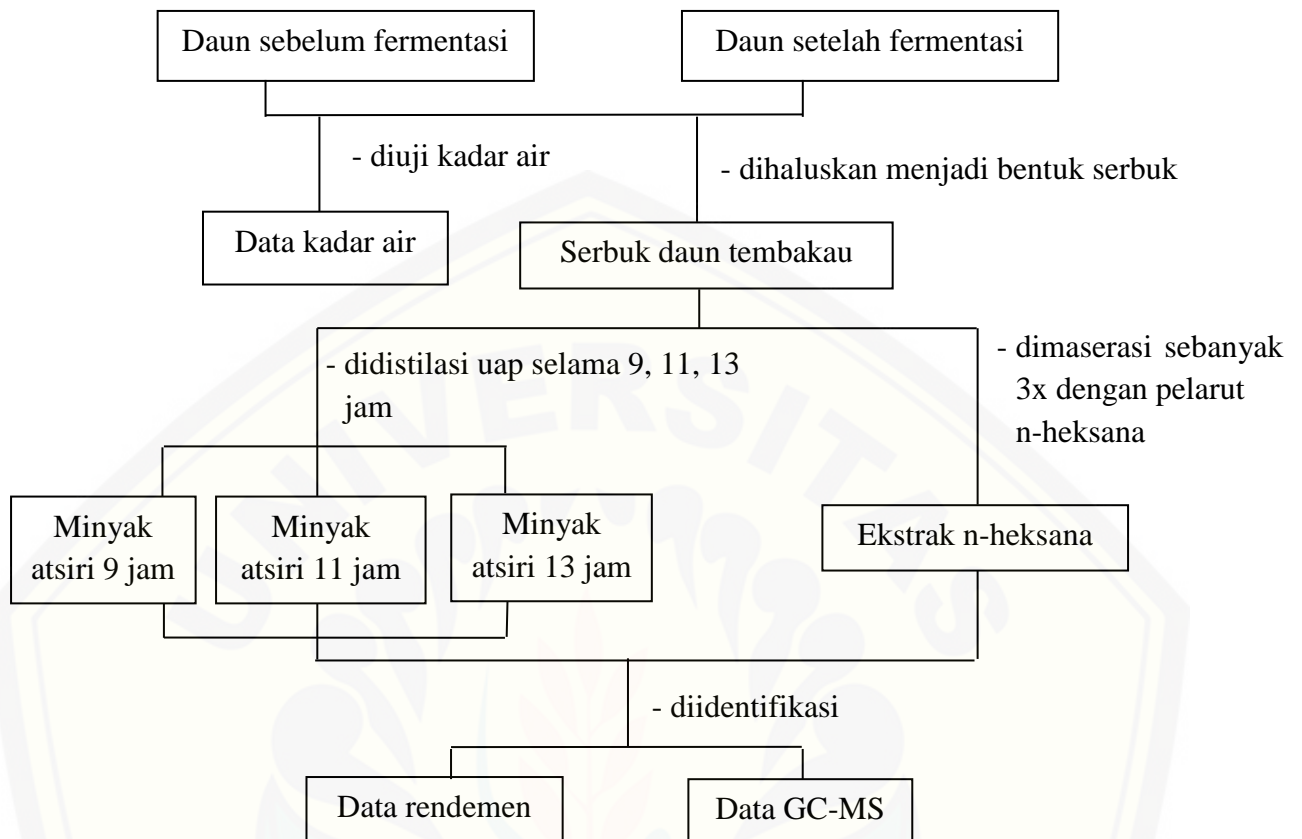 Daun sebelum fermentasi
Daun setelah fermentasi
- diuji kadar air
- dihaluskan menjadi bentuk serbuk
Data kadar air
Serbuk daun tembakau
- didistilasi uap selama 9, 11, 13
jam
- dimaserasi sebanyak
3x dengan pelarut
n-heksana
Minyak
atsiri 9 jam
Minyak
atsiri 11 jam
Minyak
atsiri 13 jam
Ekstrak n-heksana
- diidentifikasi
Data rendemen
Data GC-MS
UNIVERSITAS